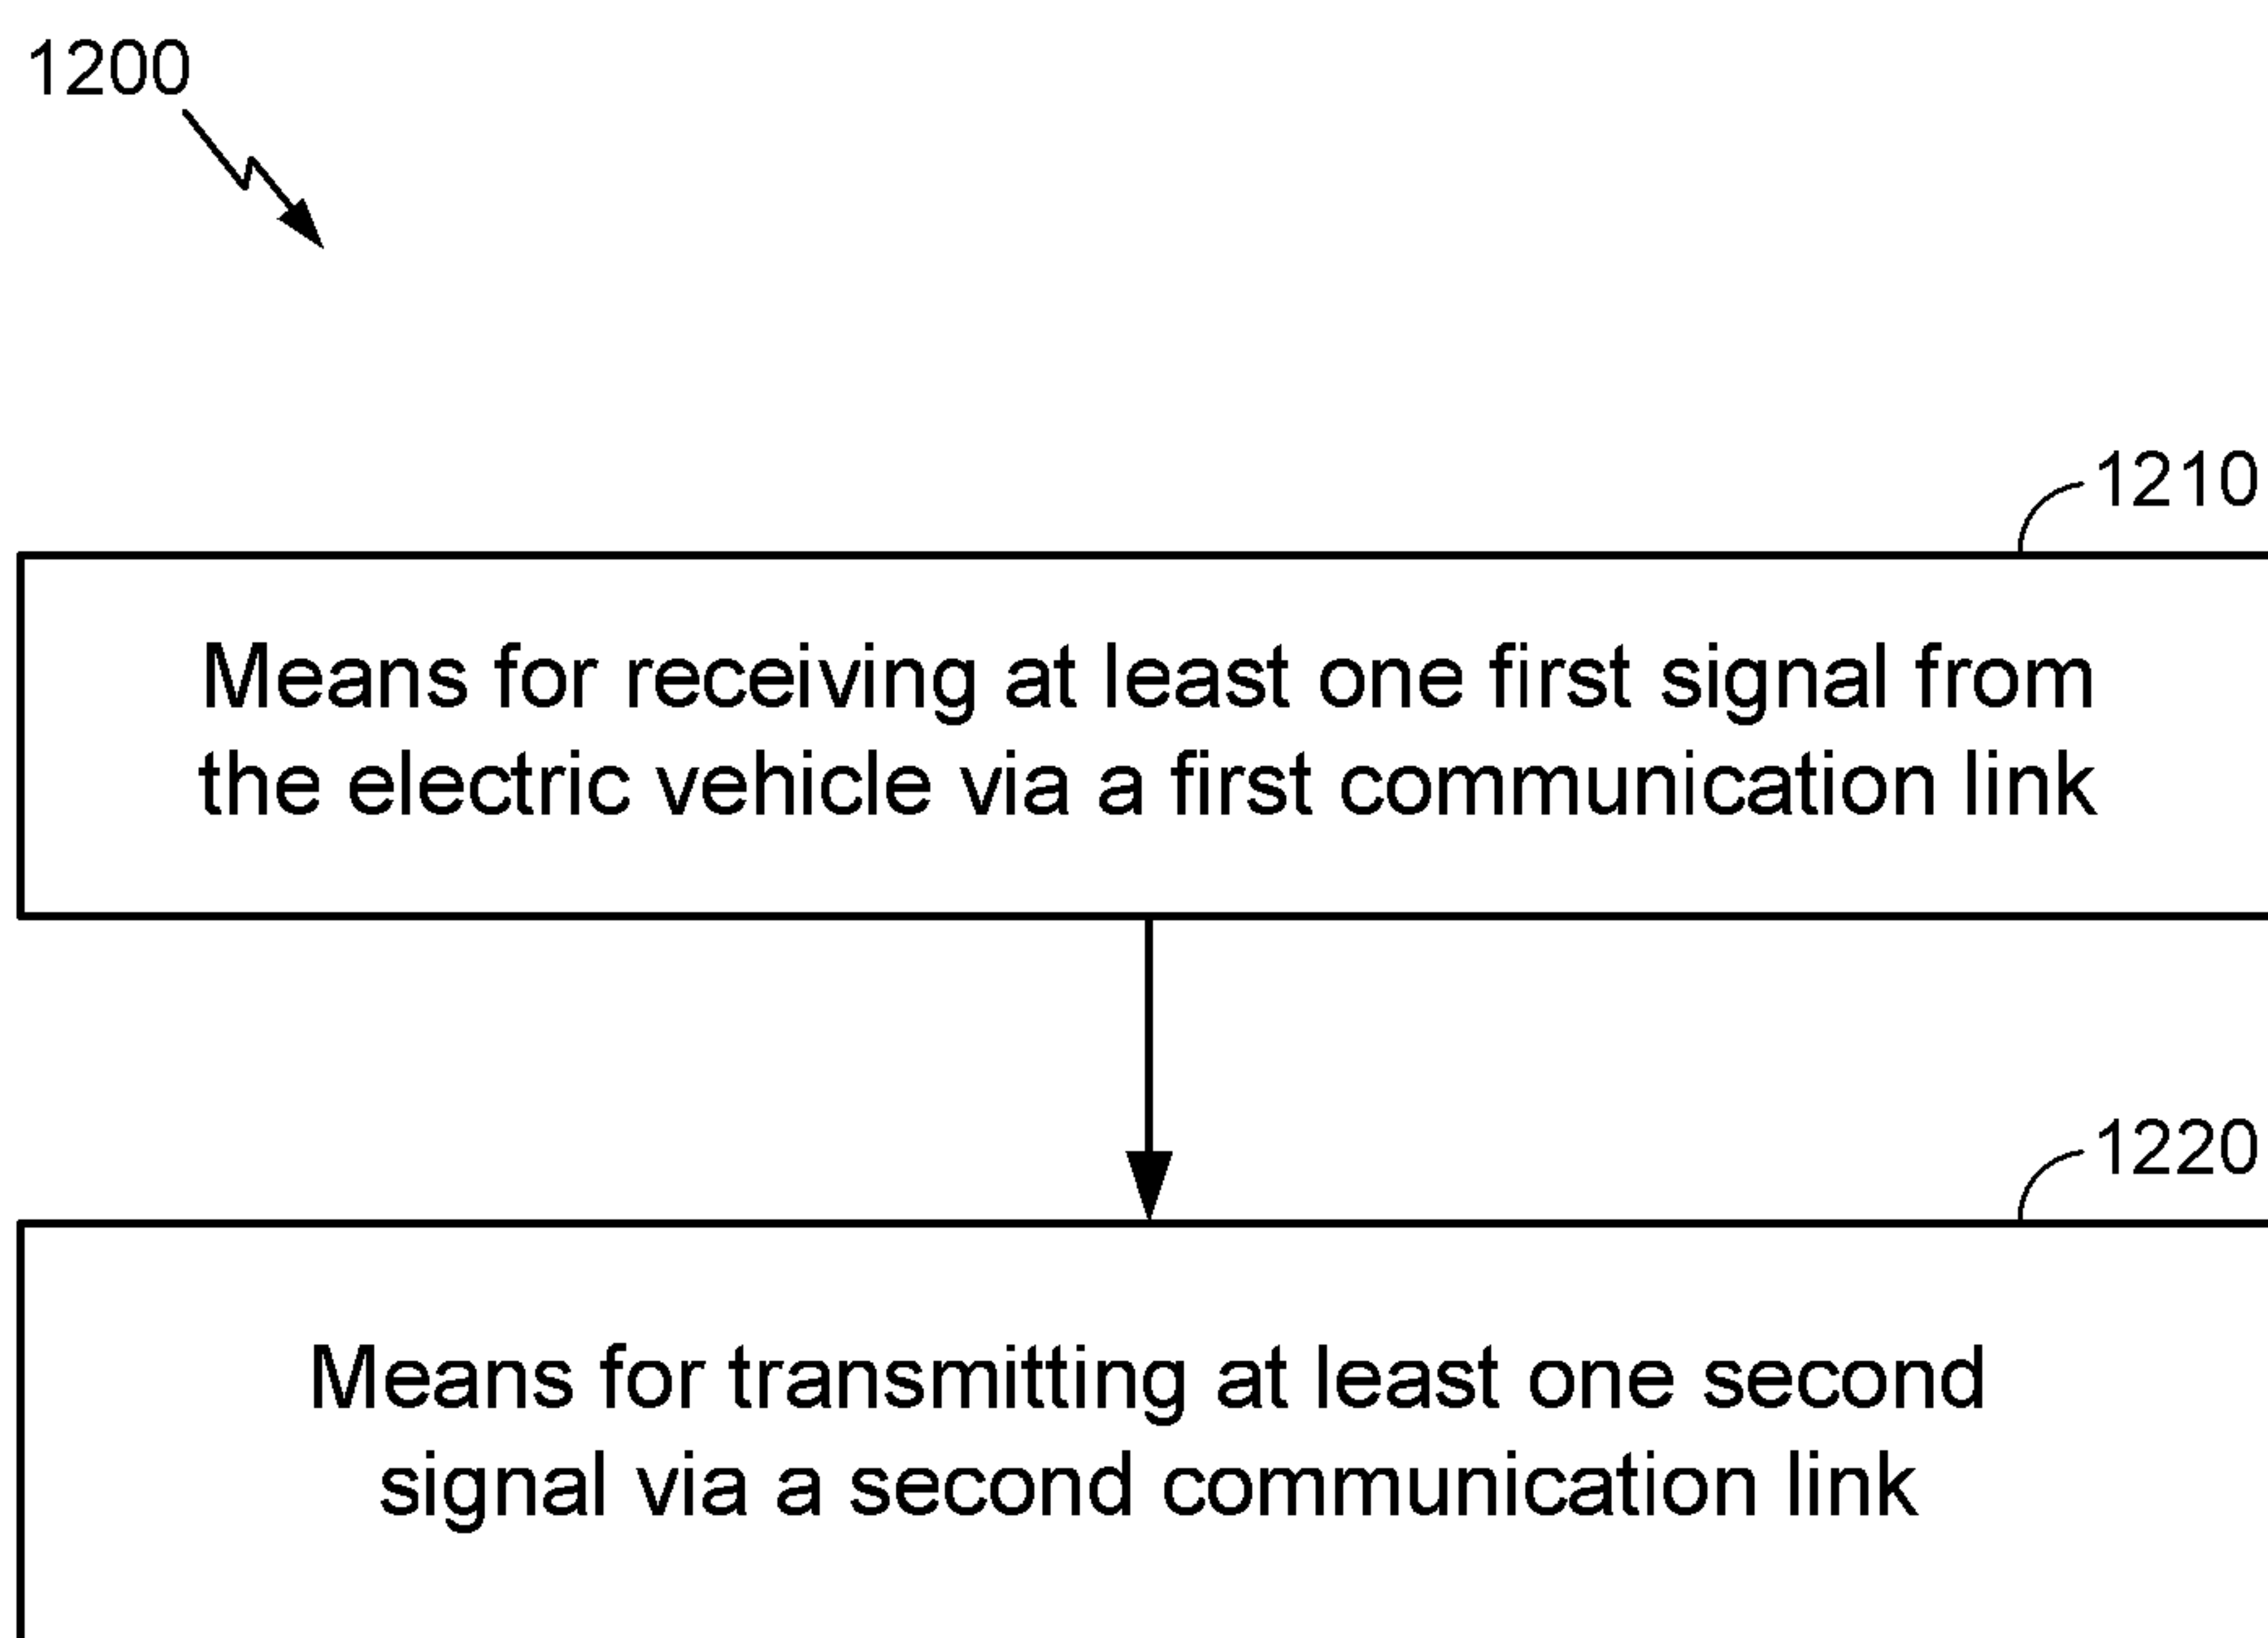 1200
1210
Means for receiving at least one first signal from
the electric vehicle via a first communication link
1220
Means for transmitting at least one second
signal via a second communication link